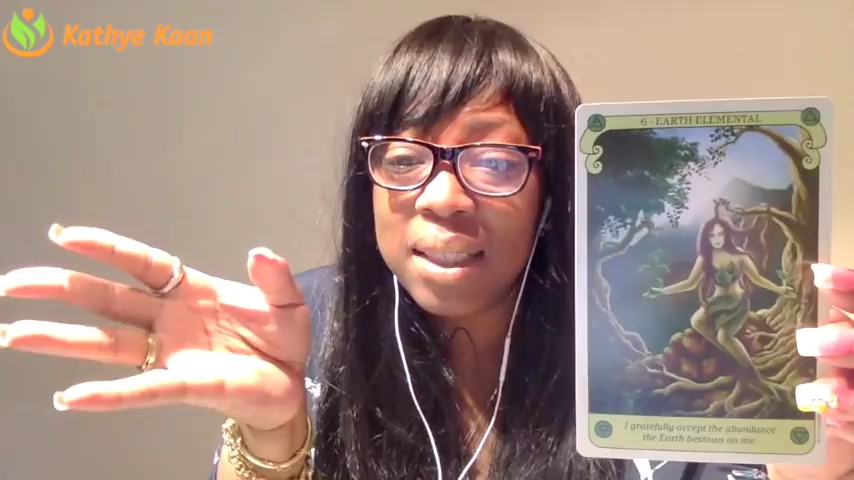 Kathye Kaan
6 - EARTH ELEMENTAL
I gratefully accept the abundance
the Earth bestows on me